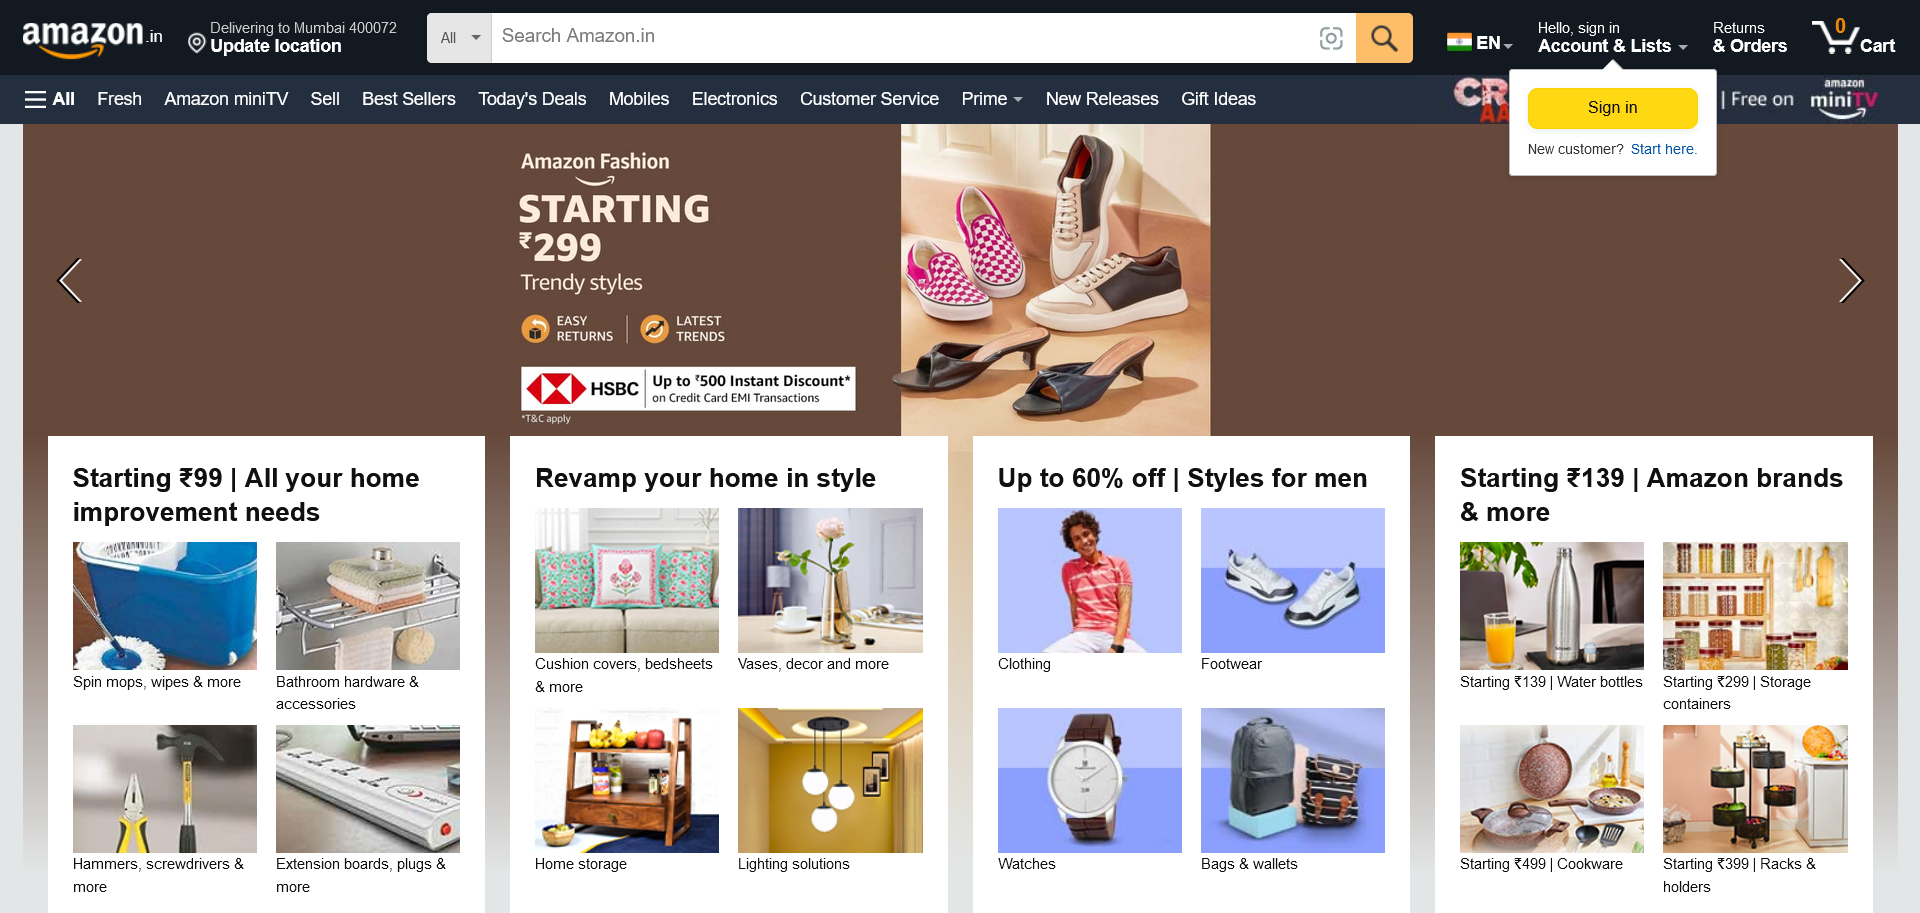 amazon.in
Delivering to Mumbai 400072
Update location
All
Search Amazon.in
EN
Hello, sign in
Account & Lists
Returns
& Orders
0
Cart
All
Fresh
Amazon miniTV
Sell
Best Sellers
Today's Deals
Mobiles
Electronics
Customer Service
Prime
New Releases
Gift Ideas
| Free on
amazon
miniTV
Sign in
New customer? Start here.
Amazon Fashion
STARTING
₹299
Trendy styles
EASY
RETURNS
LATEST
TRENDS
HSBC
Up to ₹500 Instant Discount*
on Credit Card EMI Transactions
*T&C apply
Starting ₹99 | All your home
improvement needs
Spin mops, wipes & more
Bathroom hardware &
accessories
Hammers, screwdrivers &
more
Extension boards, plugs &
more
Revamp your home in style
Cushion covers, bedsheets
& more
Vases, decor and more
Home storage
Lighting solutions
Up to 60% off | Styles for men
Clothing
Footwear
Watches
Bags & wallets
Starting ₹139 | Amazon brands
& more
Starting ₹139 | Water bottles
Starting ₹299 | Storage
containers
Starting ₹499 | Cookware
Starting ₹399 | Racks &
holders